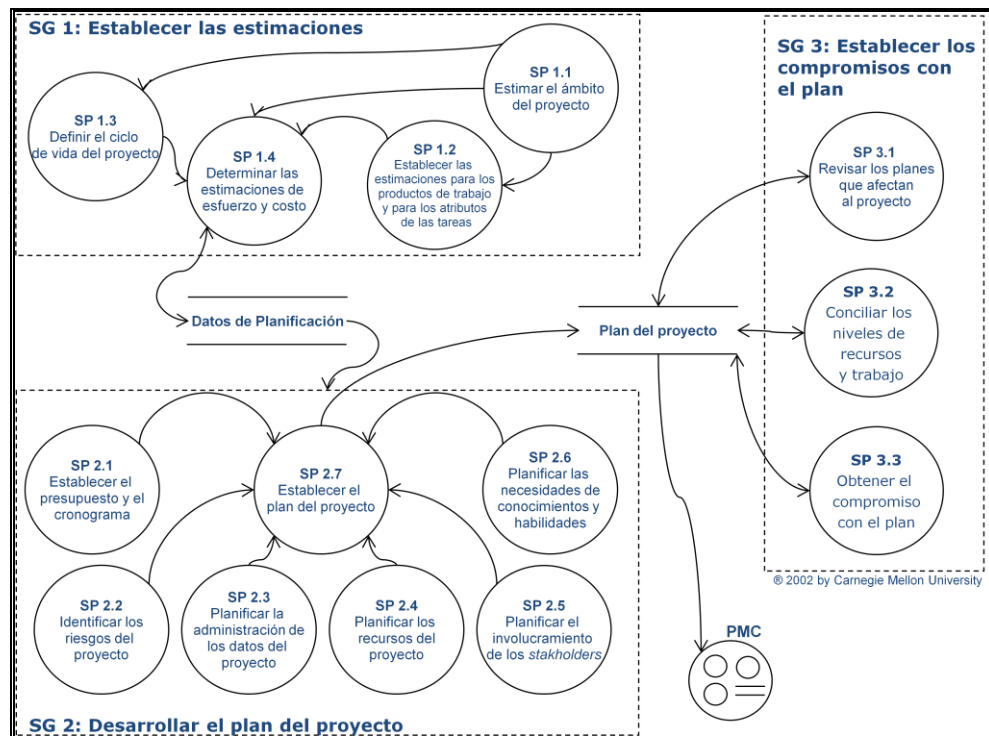 SG 1: Establecer las estimaciones
SP 1.1
Estimar el ámbito
del proyecto
SP 1.3
Definir el ciclo
de vida del proyecto
SP 1.4
Determinar las
estimaciones de
esfuerzo y costo
SP 1.2
Establecer las
estimaciones para los
productos de trabajo
y para los atributos
de las tareas
SG 3: Establecer los
compromisos con
el plan
SP 3.1
Revisar los planes
que afectan
al proyecto
SP 3.2
Conciliar los
niveles de
recursos
y trabajo
SP 3.3
Obtener el
compromiso
con el plan
® 2002 by Carnegie Mellon University
Datos de Planificación
Plan del proyecto
SP 2.1
Establecer el
presupuesto y el
cronograma
SP 2.7
Establecer el
plan del proyecto
SP 2.6
Planificar las
necesidades de
conocimientos y
habilidades
SP 2.2
Identificar los
riesgos del
proyecto
SP 2.3
Planificar la
administración de
los datos del
proyecto
SP 2.4
Planificar los
recursos del
proyecto
SP 2.5
Planificar el
involucramiento
de los stakholders
PMC
SG 2: Desarrollar el plan del proyecto